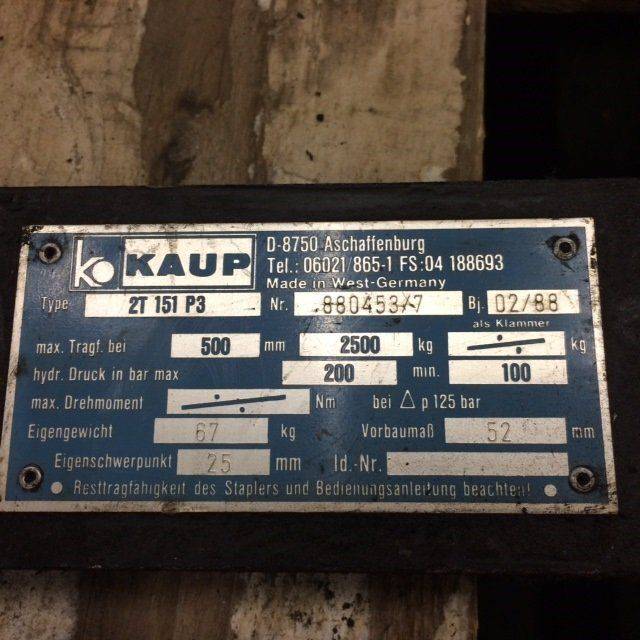 KAUP
D-8750 Aschaffenburg
Tel.: 06021/865-1 FS:04 188693
Made in West-Germany
Type 2T 151 P3 Nr. 880453/7 Bj. 02/88
als Klammer
max. Tragf. bei 500 mm 2500 kg ÷ kg
hydr. Druck in bar max 200 min. 100
max. Drehmoment ÷ Nm bei Δ p 125 bar
Eigengewicht 67 kg Vorbaumaß 52 mm
Eigenschwerpunkt 25 mm Id.-Nr.
Resttragfähigkeit des Staplers und Bedienungsanleitung beachten!